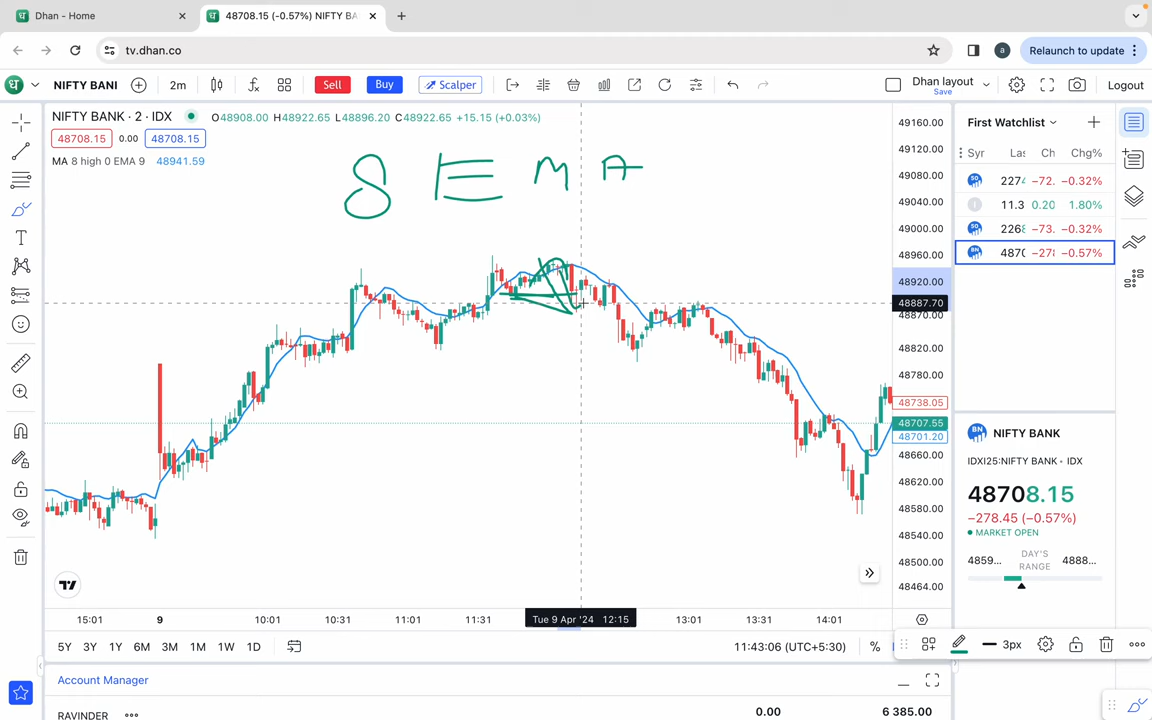 Dhan - Home
48708.15 (-0.57%) NIFTY BA
tv.dhan.co
a
Relaunch to update
NIFTY BANI
2m
Sell
Buy
Scalper
Dhan layout
Save
Logout
NIFTY BANK · 2 · IDX
O48908.00 H48922.65 L48896.20 C48922.65 +15.15 (+0.03%)
48708.15 0.00 48708.15
MA 8 high 0 EMA 9 48941.59
8 E M A
49160.00
49120.00
49080.00
49040.00
49000.00
48960.00
48920.00
48887.70
48870.00
48820.00
48780.00
48738.05
48707.55
48701.20
48660.00
48620.00
48580.00
48540.00
48500.00
48464.00
15:01
9
10:01
10:31
11:01
11:31
Tue 9 Apr '24 12:15
13:01
13:31
14:01
5Y 3Y 1Y 6M 3M 1M 1W 1D
11:43:06 (UTC+5:30)
%
3px
Account Manager
RAVINDER
0.00
6 385.00
First Watchlist
Syr Las Ch Chg%
2274 -72. -0.32%
11.3 0.20 1.80%
2268 -73. -0.32%
4870 -278 -0.57%
NIFTY BANK
IDXI25:NIFTY BANK · IDX
48708.15
−278.45 (−0.57%)
MARKET OPEN
4859... DAY'S RANGE 4888...